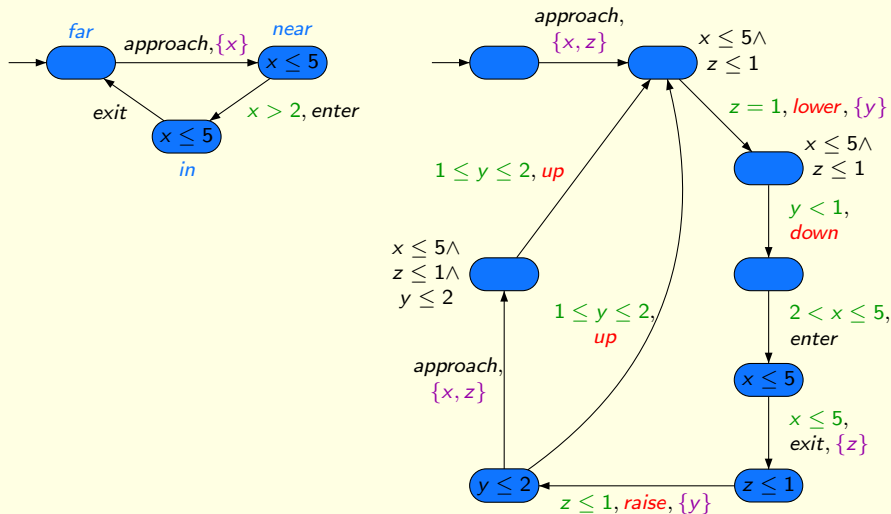 far
near
approach, {x}
x ≤ 5
exit
x > 2, enter
x ≤ 5
in
approach,
{x, z}
x ≤ 5∧
z ≤ 1
z = 1, lower, {y}
x ≤ 5∧
z ≤ 1
1 ≤ y ≤ 2, up
y < 1,
down
x ≤ 5∧
z ≤ 1∧
y ≤ 2
1 ≤ y ≤ 2,
up
2 < x ≤ 5,
enter
approach,
{x, z}
x ≤ 5
x ≤ 5,
exit, {z}
y ≤ 2
z ≤ 1, raise, {y}
z ≤ 1